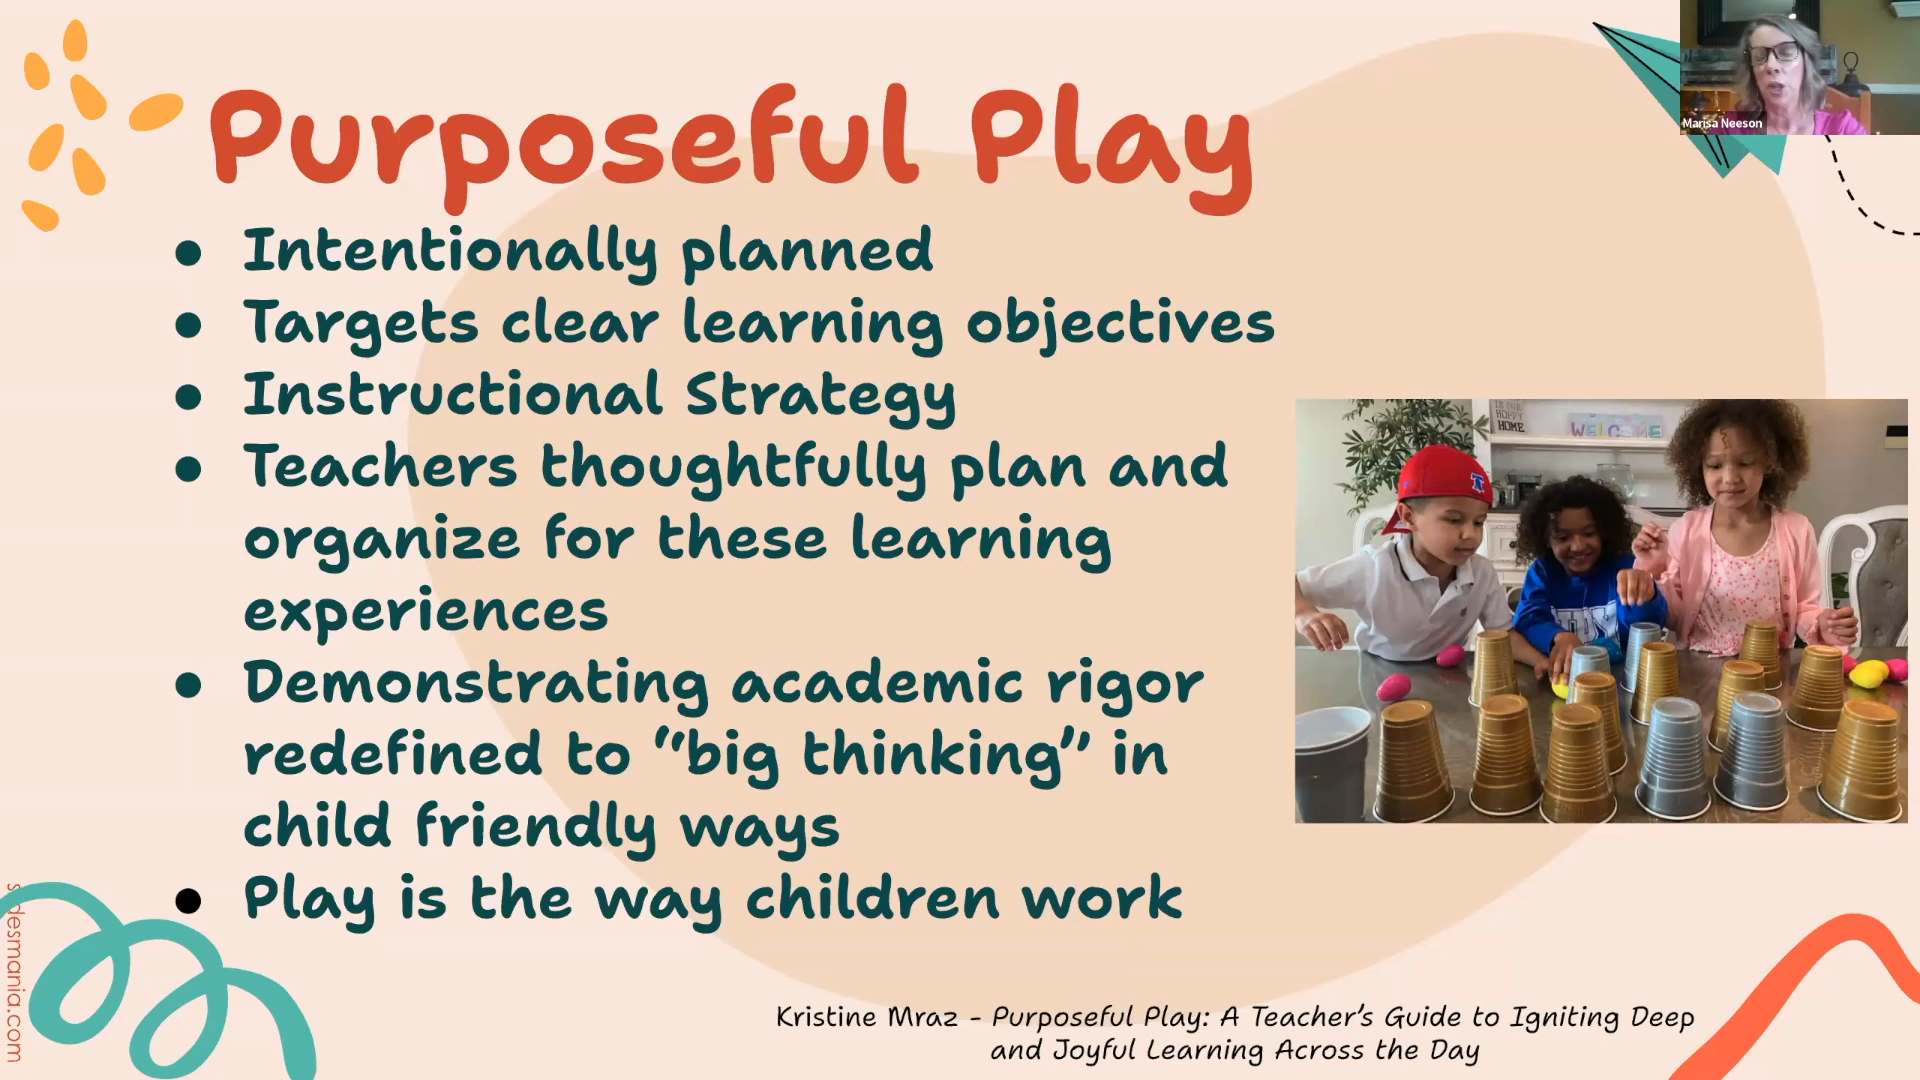 Purposeful Play
Marisa Neeson
● Intentionally planned
● Targets clear learning objectives
● Instructional Strategy
● Teachers thoughtfully plan and
organize for these learning
experiences
● Demonstrating academic rigor
redefined to “big thinking” in
child friendly ways
● Play is the way children work
HOPPY
HOME
WELCOME
Kristine Mraz - Purposeful Play: A Teacher’s Guide to Igniting Deep
and Joyful Learning Across the Day